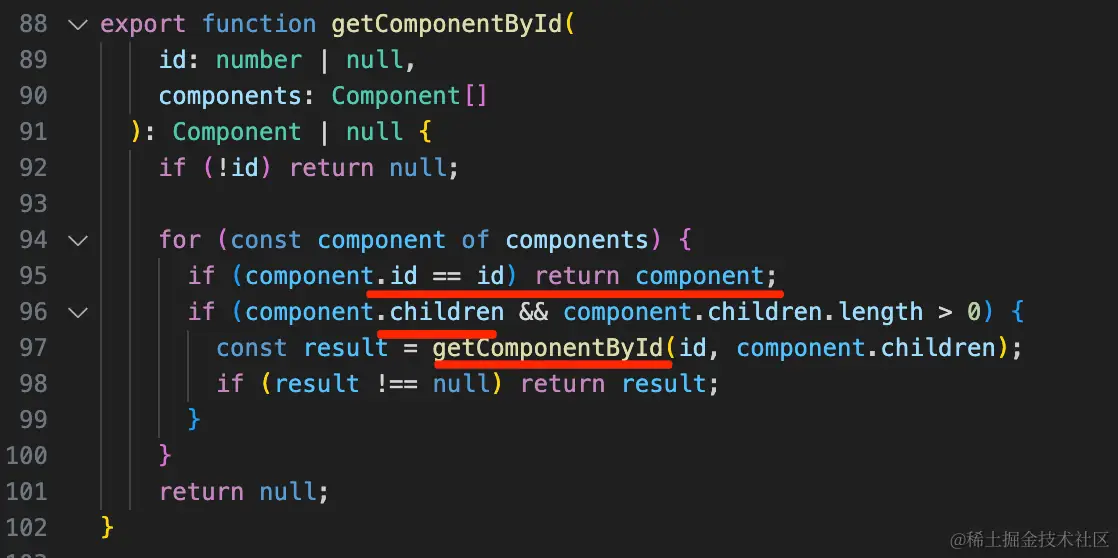 88 export function getComponentById(
89 id: number | null,
90 components: Component[]
91 ): Component | null {
92 if (!id) return null;
93
94 for (const component of components) {
95 if (component.id == id) return component;
96 if (component.children && component.children.length > 0) {
97 const result = getComponentById(id, component.children);
98 if (result !== null) return result;
99 }
100 }
101 return null;
102 }
@稀土掘金技术社区